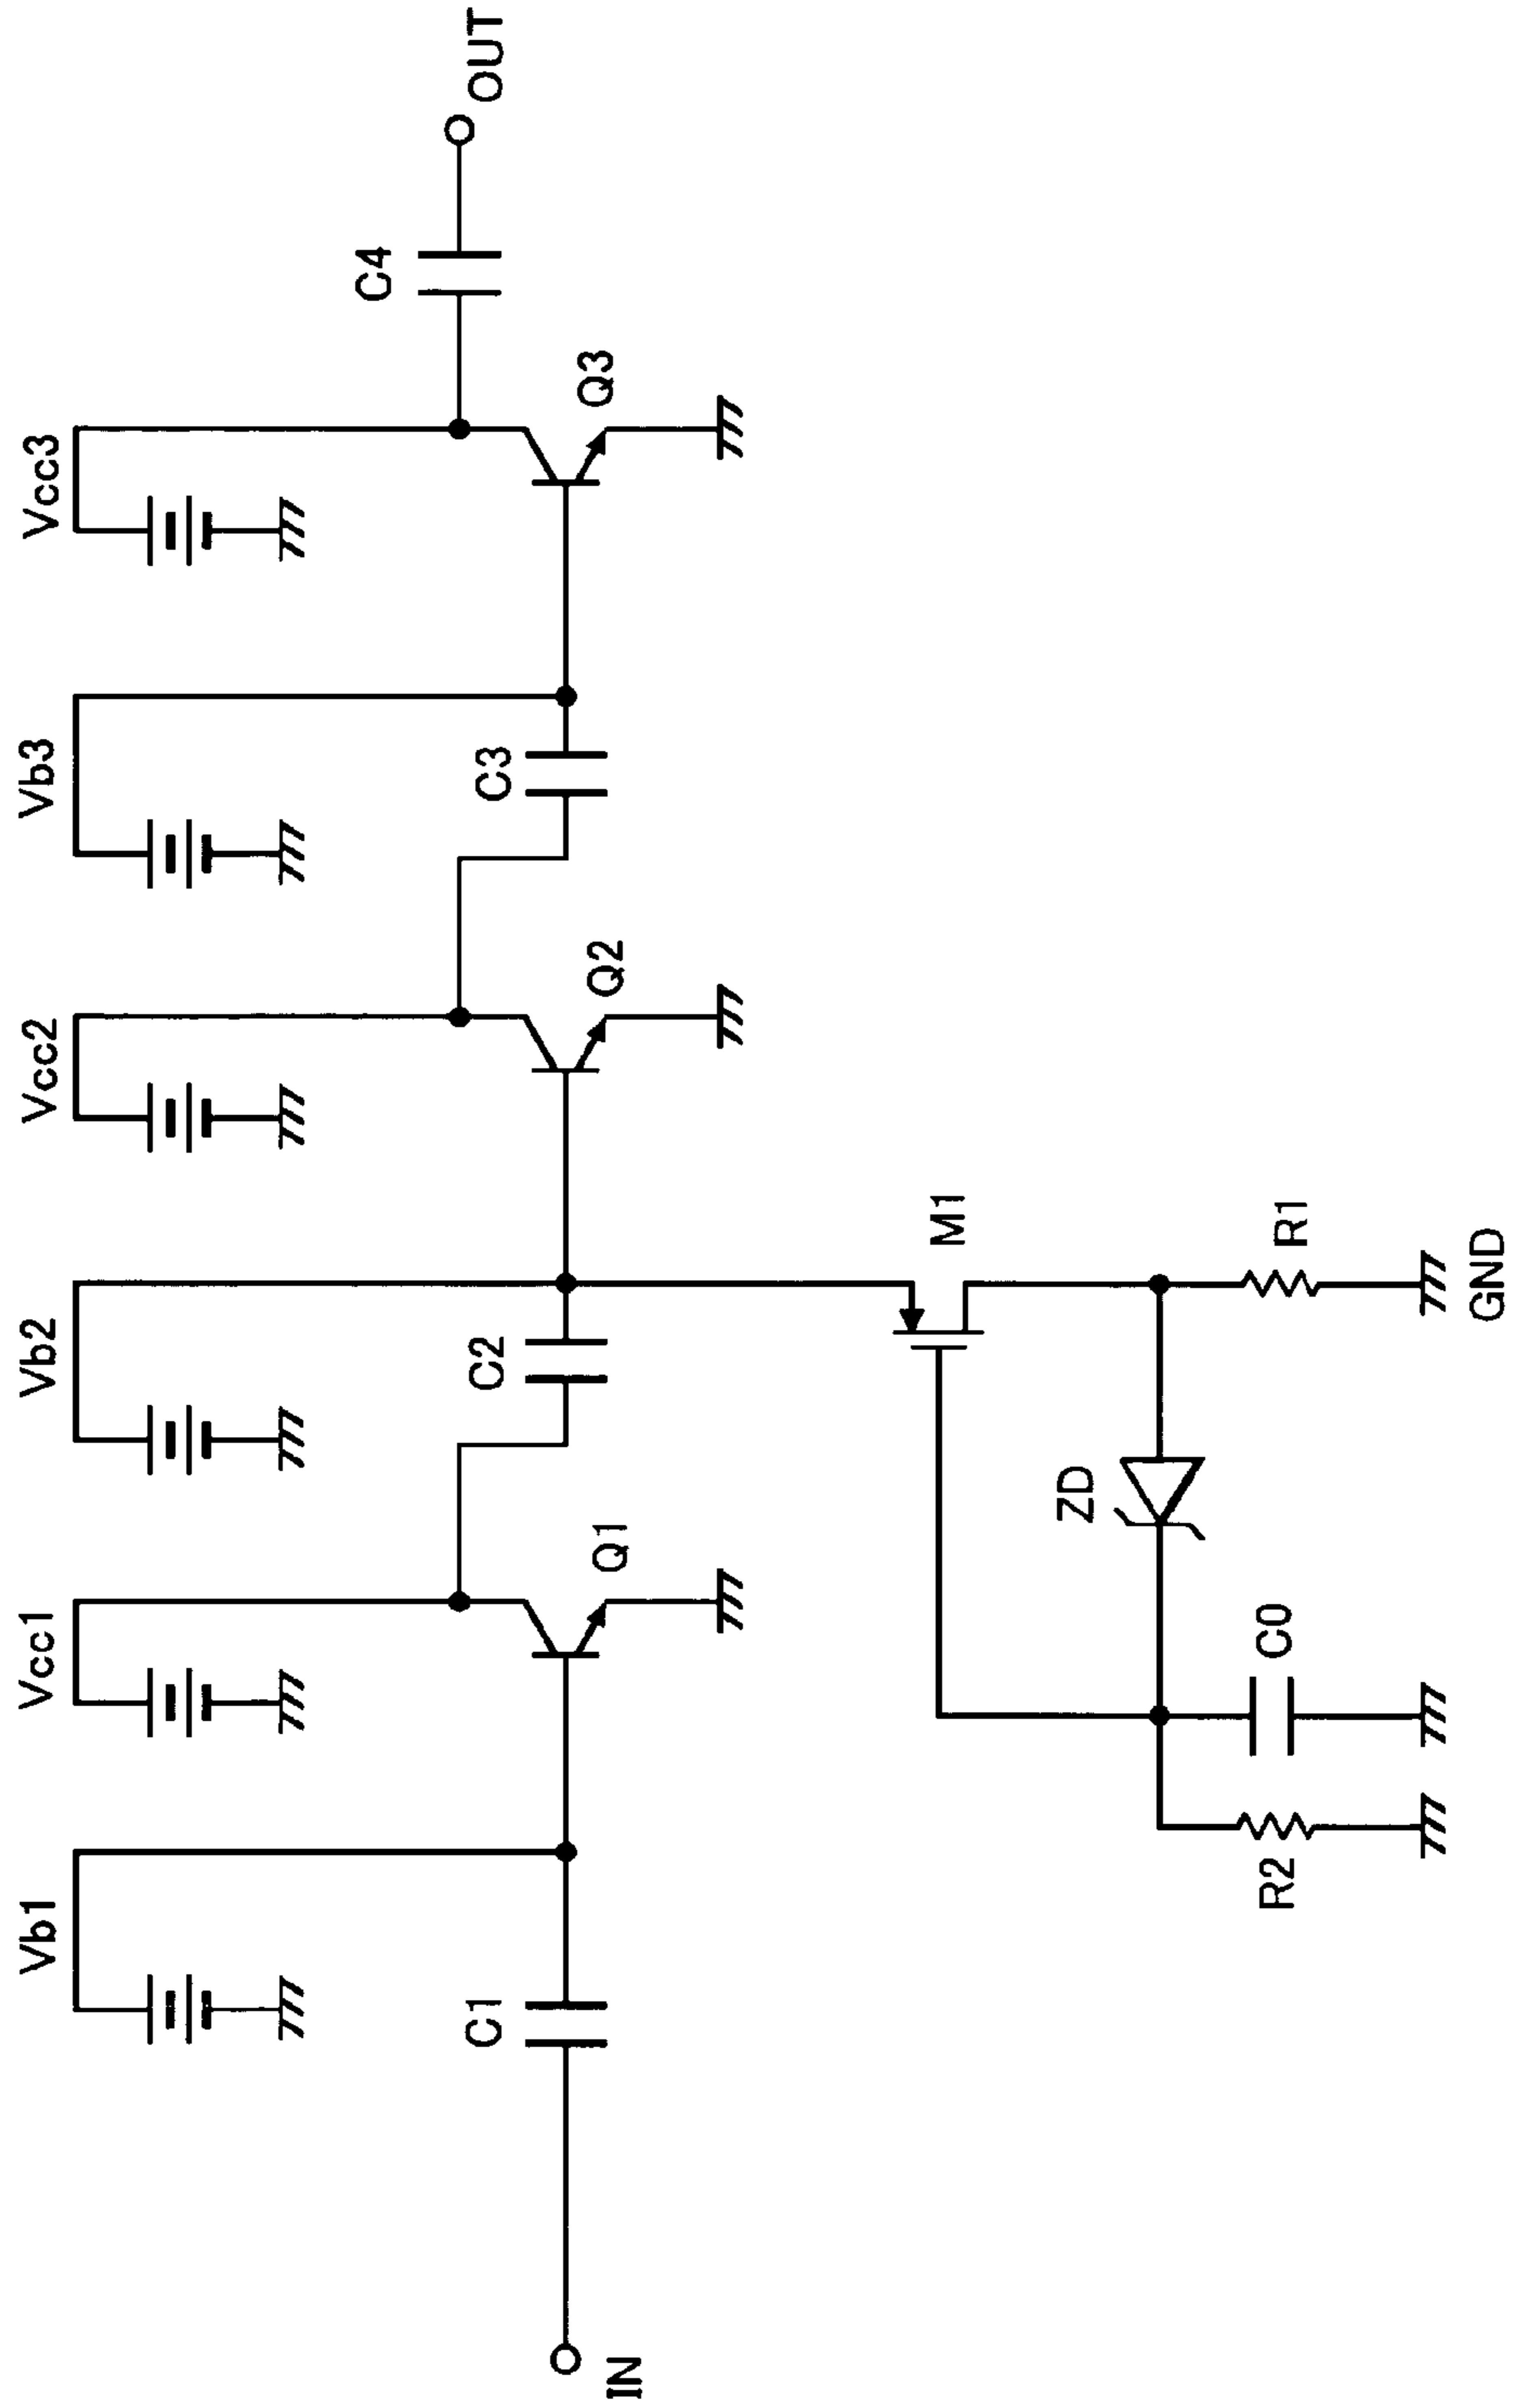 Vb1
Vcc1
Vb2
Vcc2
Vb3
Vcc3
C4
OUT
C1
C2
C3
Q1
Q2
Q3
IN
M1
ZD
R2
C0
R1
GND